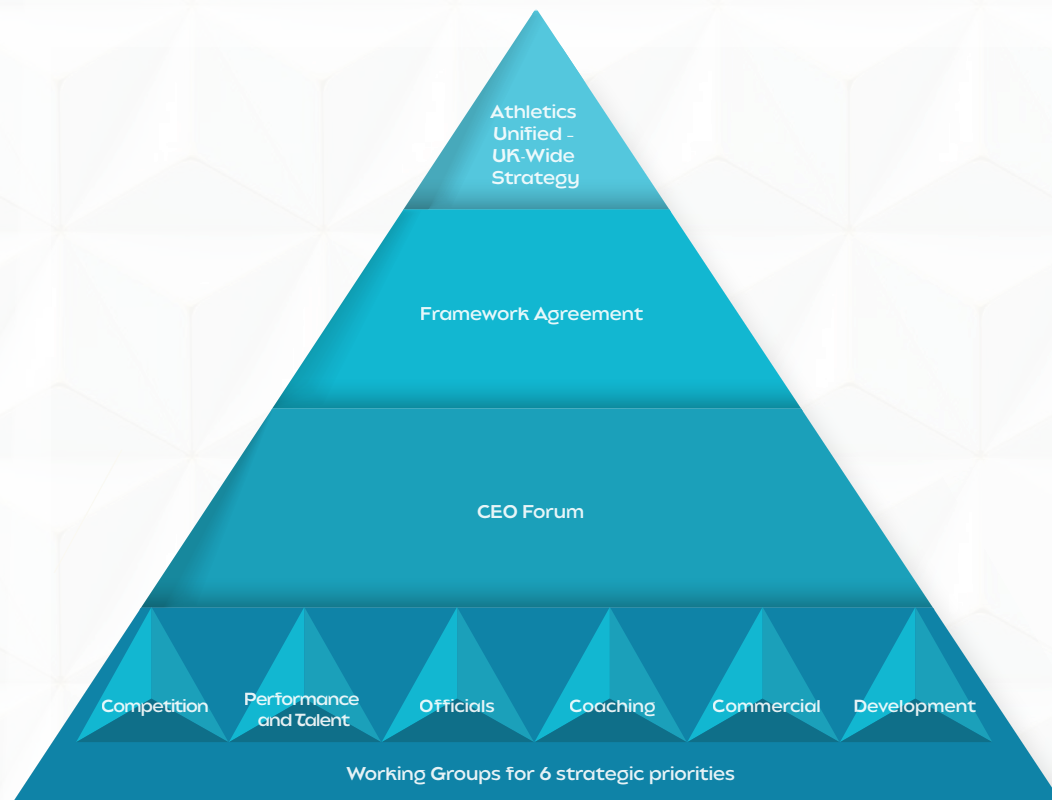 Athletics
Unified -
UK-Wide
Strategy
Framework Agreement
CEO Forum
Competition
Performance
and Talent
Officials
Coaching
Commercial
Development
Working Groups for 6 strategic priorities